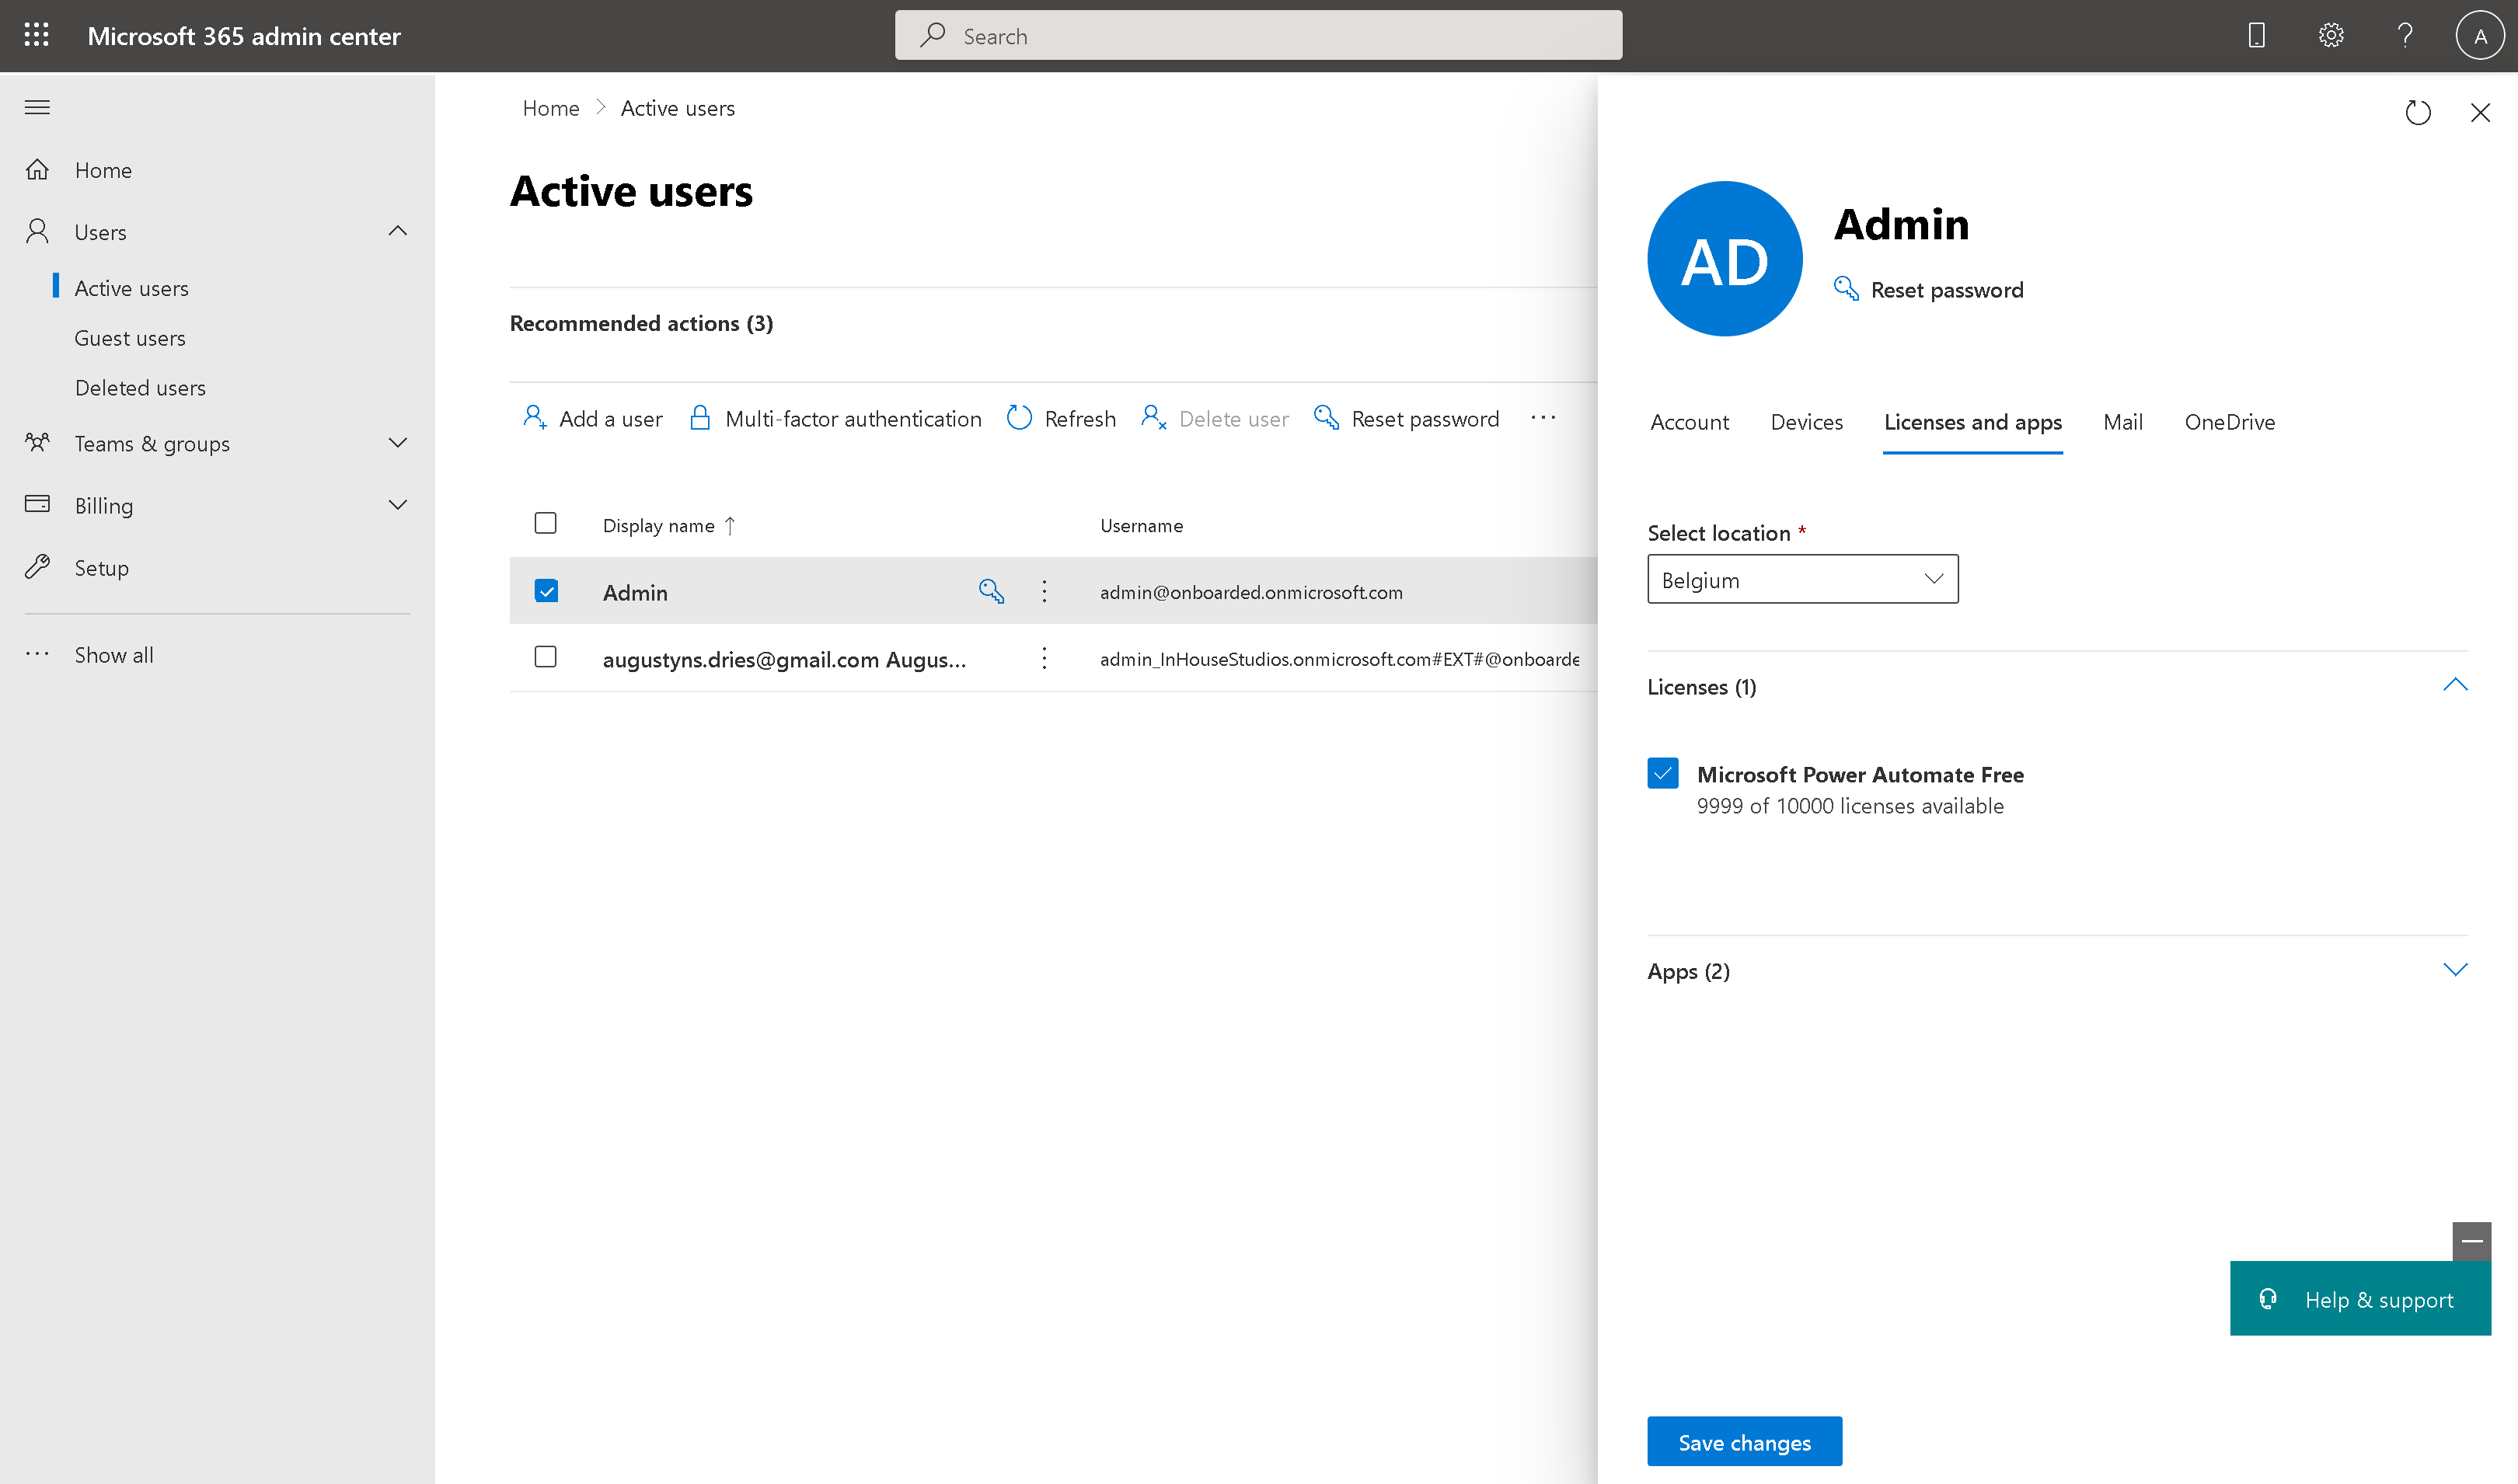 Microsoft 365 admin center
Search
A
Home
Users
Active users
Guest users
Deleted users
Teams & groups
Billing
Setup
Show all
Home > Active users
Active users
Recommended actions (3)
Add a user
Multi-factor authentication
Refresh
Delete user
Reset password
Display name ↑
Username
Admin
admin@onboarded.onmicrosoft.com
augustyns.dries@gmail.com Augus...
admin_InHouseStudios.onmicrosoft.com#EXT#@onboarde
AD
Admin
Reset password
Account
Devices
Licenses and apps
Mail
OneDrive
Select location *
Belgium
Licenses (1)
Microsoft Power Automate Free
9999 of 10000 licenses available
Apps (2)
Help & support
Save changes